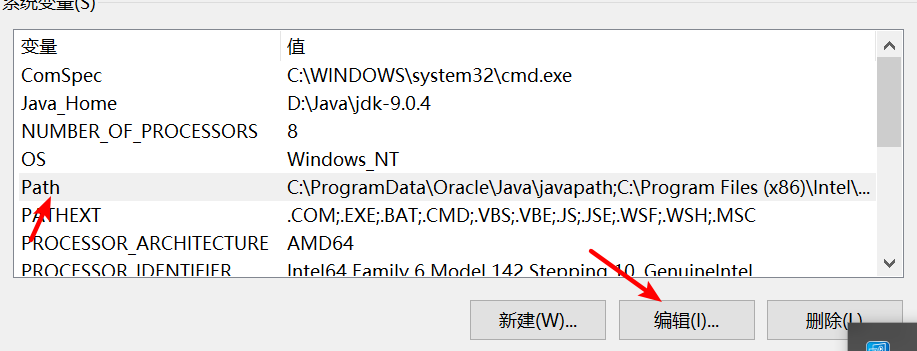 系统变量(S)
变量 值
ComSpec C:\WINDOWS\system32\cmd.exe
Java_Home D:\Java\jdk-9.0.4
NUMBER_OF_PROCESSORS 8
OS Windows_NT
Path C:\ProgramData\Oracle\Java\javapath;C:\Program Files (x86)\Intel\...
PATHEXT .COM;.EXE;.BAT;.CMD;.VBS;.VBE;.JS;.JSE;.WSF;.WSH;.MSC
PROCESSOR_ARCHITECTURE AMD64
PROCESSOR_IDENTIFIER Intel64 Family 6 Model 142 Stepping 10, GenuineIntel
新建(W)... 编辑(I)... 删除(L)